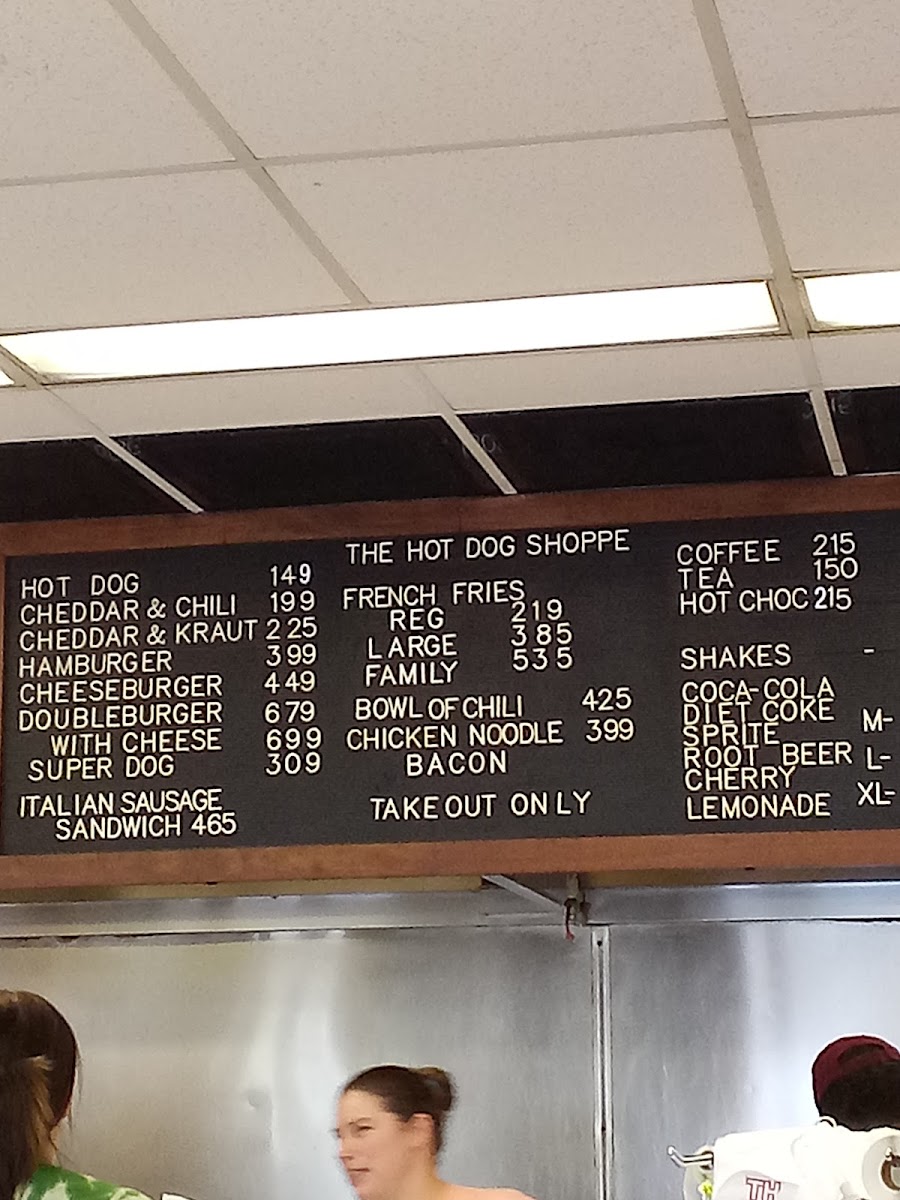 HOT DOG 149
CHEDDAR & CHILI 199
CHEDDAR & KRAUT 225
HAMBURGER 399
CHEESEBURGER 449
DOUBLEBURGER 679
WITH CHEESE 699
SUPER DOG 309
ITALIAN SAUSAGE
SANDWICH 465
THE HOT DOG SHOPPE
FRENCH FRIES
REG 219
LARGE 385
FAMILY 535
BOWL OF CHILI 425
CHICKEN NOODLE 399
BACON
TAKE OUT ONLY
COFFEE 215
TEA 150
HOT CHOC 215
SHAKES -
COCA-COLA
DIET COKE M-
SPRITE
ROOT BEER L-
CHERRY
LEMONADE XL-
TH